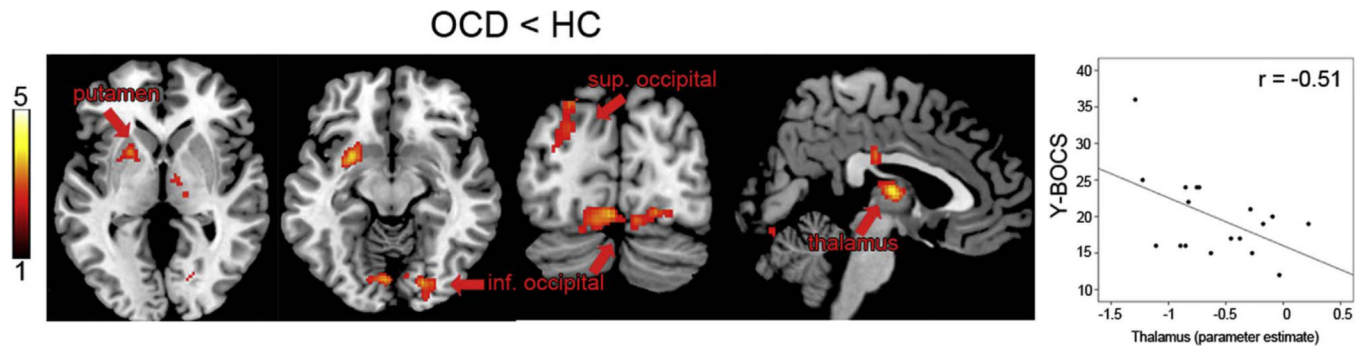 OCD < HC
5
1
putamen
sup. occipital
inf. occipital
thalamus
r = -0.51
Y-BOCS
40
35
30
25
20
15
10
-1.5
-1
-0.5
0
0.5
Thalamus (parameter estimate)